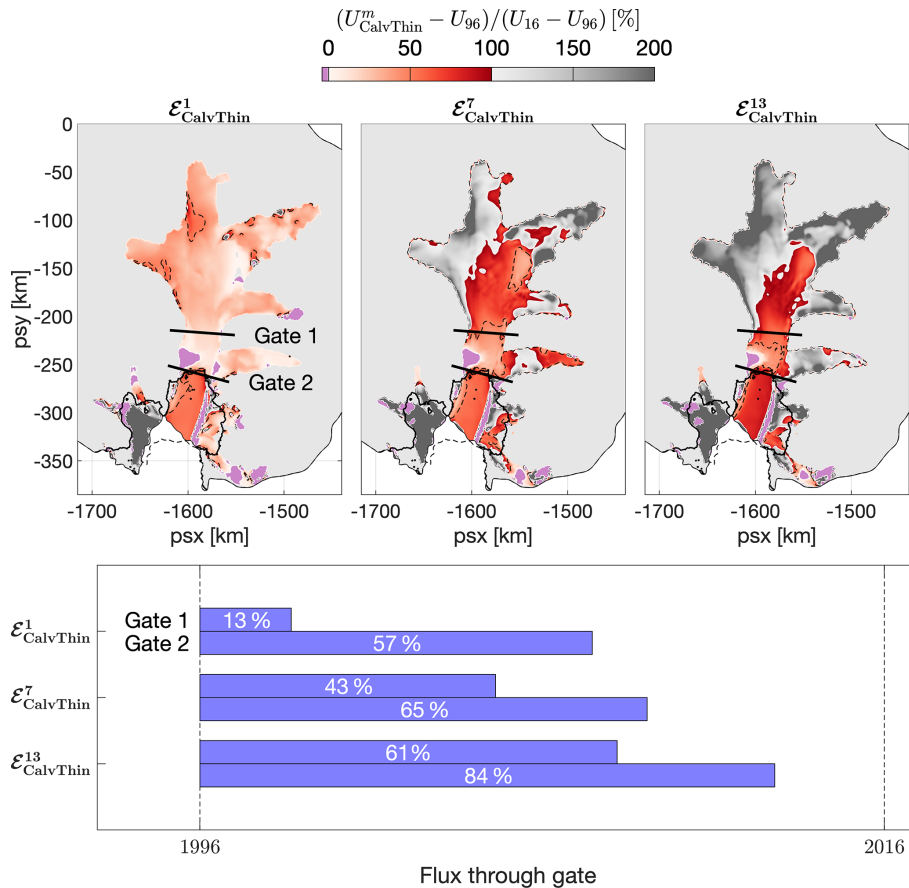 (U^m_CalvThin − U_96)/(U_16 − U_96) [%]
0 50 100 150 200
ℰ^1_CalvThin ℰ^7_CalvThin ℰ^13_CalvThin
0
-50
-100
-150
-200
-250
-300
-350
psy [km]
Gate 1
Gate 2
-1700 -1600 -1500 -1700 -1600 -1500 -1700 -1600 -1500
psx [km] psx [km] psx [km]
ℰ^1_CalvThin
Gate 1 13 %
Gate 2 57 %
ℰ^7_CalvThin
43 %
65 %
ℰ^13_CalvThin
61 %
84 %
1996 2016
Flux through gate